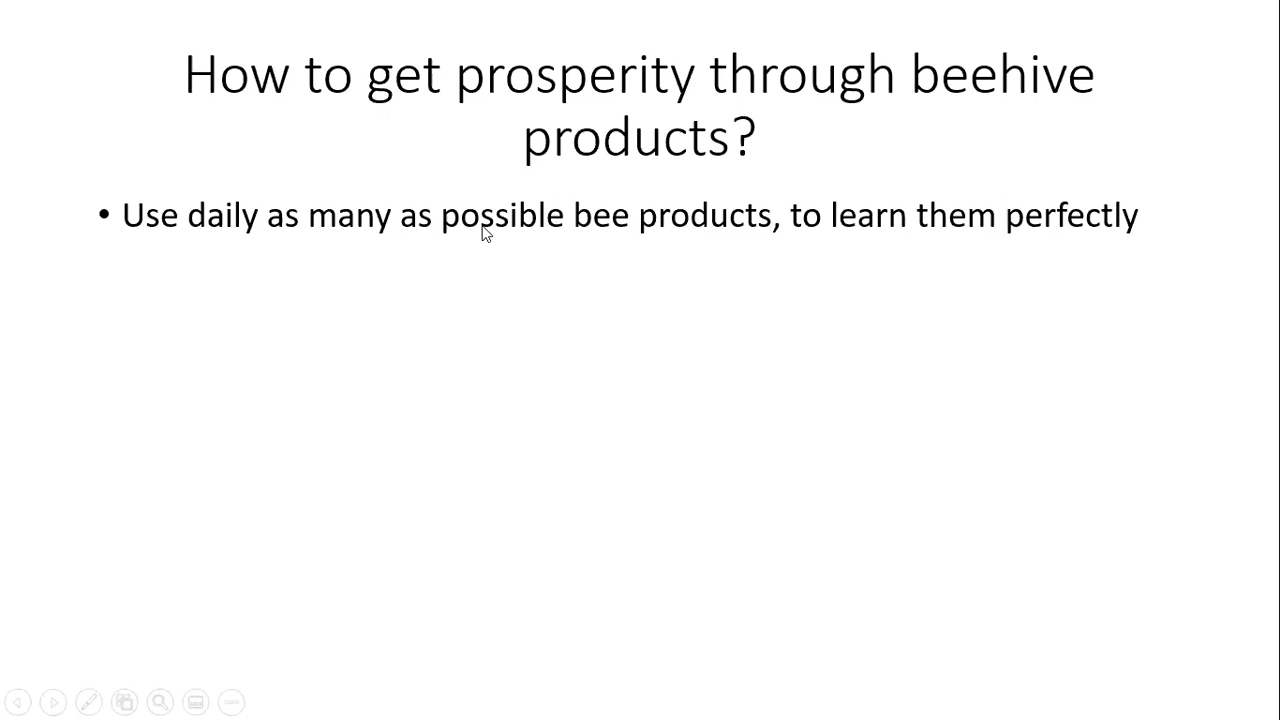 How to get prosperity through beehive
products?
• Use daily as many as possible bee products, to learn them perfectly